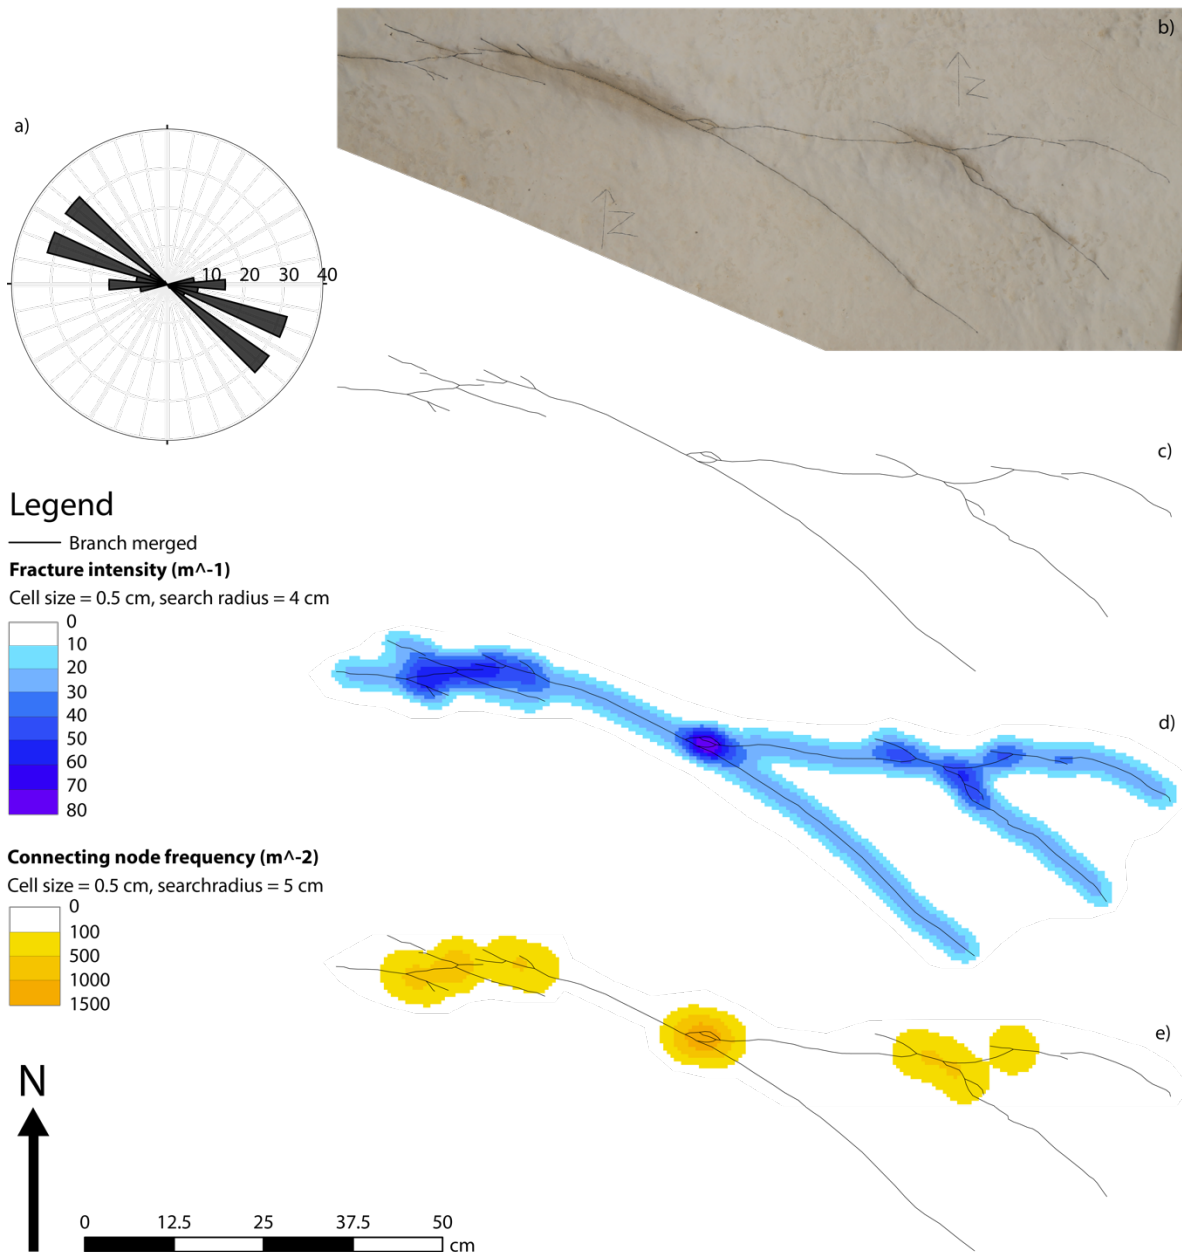 a)
10 20 30 40
b)
N
N
c)
Legend
Branch merged
Fracture intensity (m^-1)
Cell size = 0.5 cm, search radius = 4 cm
0
10
20
30
40
50
60
70
80
d)
Connecting node frequency (m^-2)
Cell size = 0.5 cm, searchradius = 5 cm
0
100
500
1000
1500
e)
N
0 12.5 25 37.5 50
cm